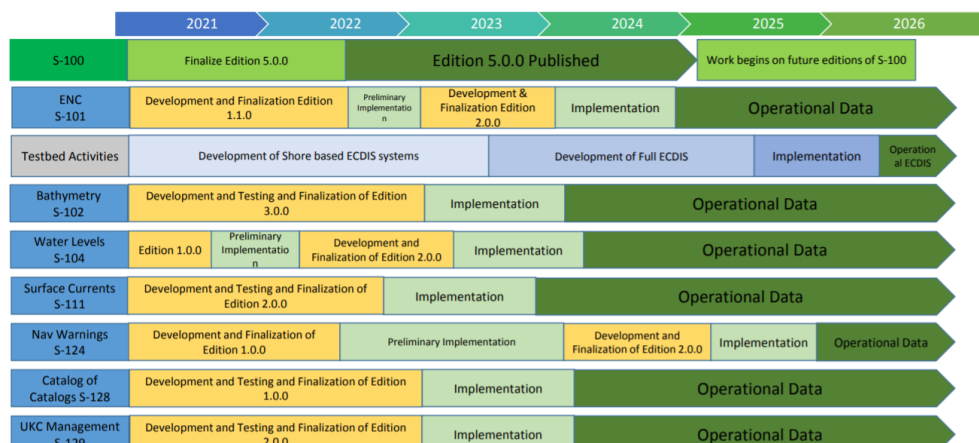 2021 2022 2023 2024 2025 2026
S-100 Finalize Edition 5.0.0 Edition 5.0.0 Published Work begins on future editions of S-100
ENC
S-101
Development and Finalization Edition
1.1.0
Preliminary
Implementatio
n
Development &
Finalization Edition
2.0.0
Implementation
Operational Data
Testbed Activities Development of Shore based ECDIS systems Development of Full ECDIS Implementation
Operation
al ECDIS
Bathymetry
S-102
Development and Testing and Finalization of Edition
3.0.0
Implementation
Operational Data
Water Levels
S-104
Edition 1.0.0
Preliminary
Implementatio
n
Development and
Finalization of Edition 2.0.0
Implementation
Operational Data
Surface Currents
S-111
Development and Testing and Finalization of
Edition 2.0.0
Implementation
Operational Data
Nav Warnings
S-124
Development and Finalization of
Edition 1.0.0
Preliminary Implementation
Development and
Finalization of Edition 2.0.0
Implementation
Operational Data
Catalog of
Catalogs S-128
Development and Testing and Finalization of Edition
1.0.0
Implementation
Operational Data
UKC Management
S-129
Development and Testing and Finalization of Edition
2.0.0
Implementation
Operational Data